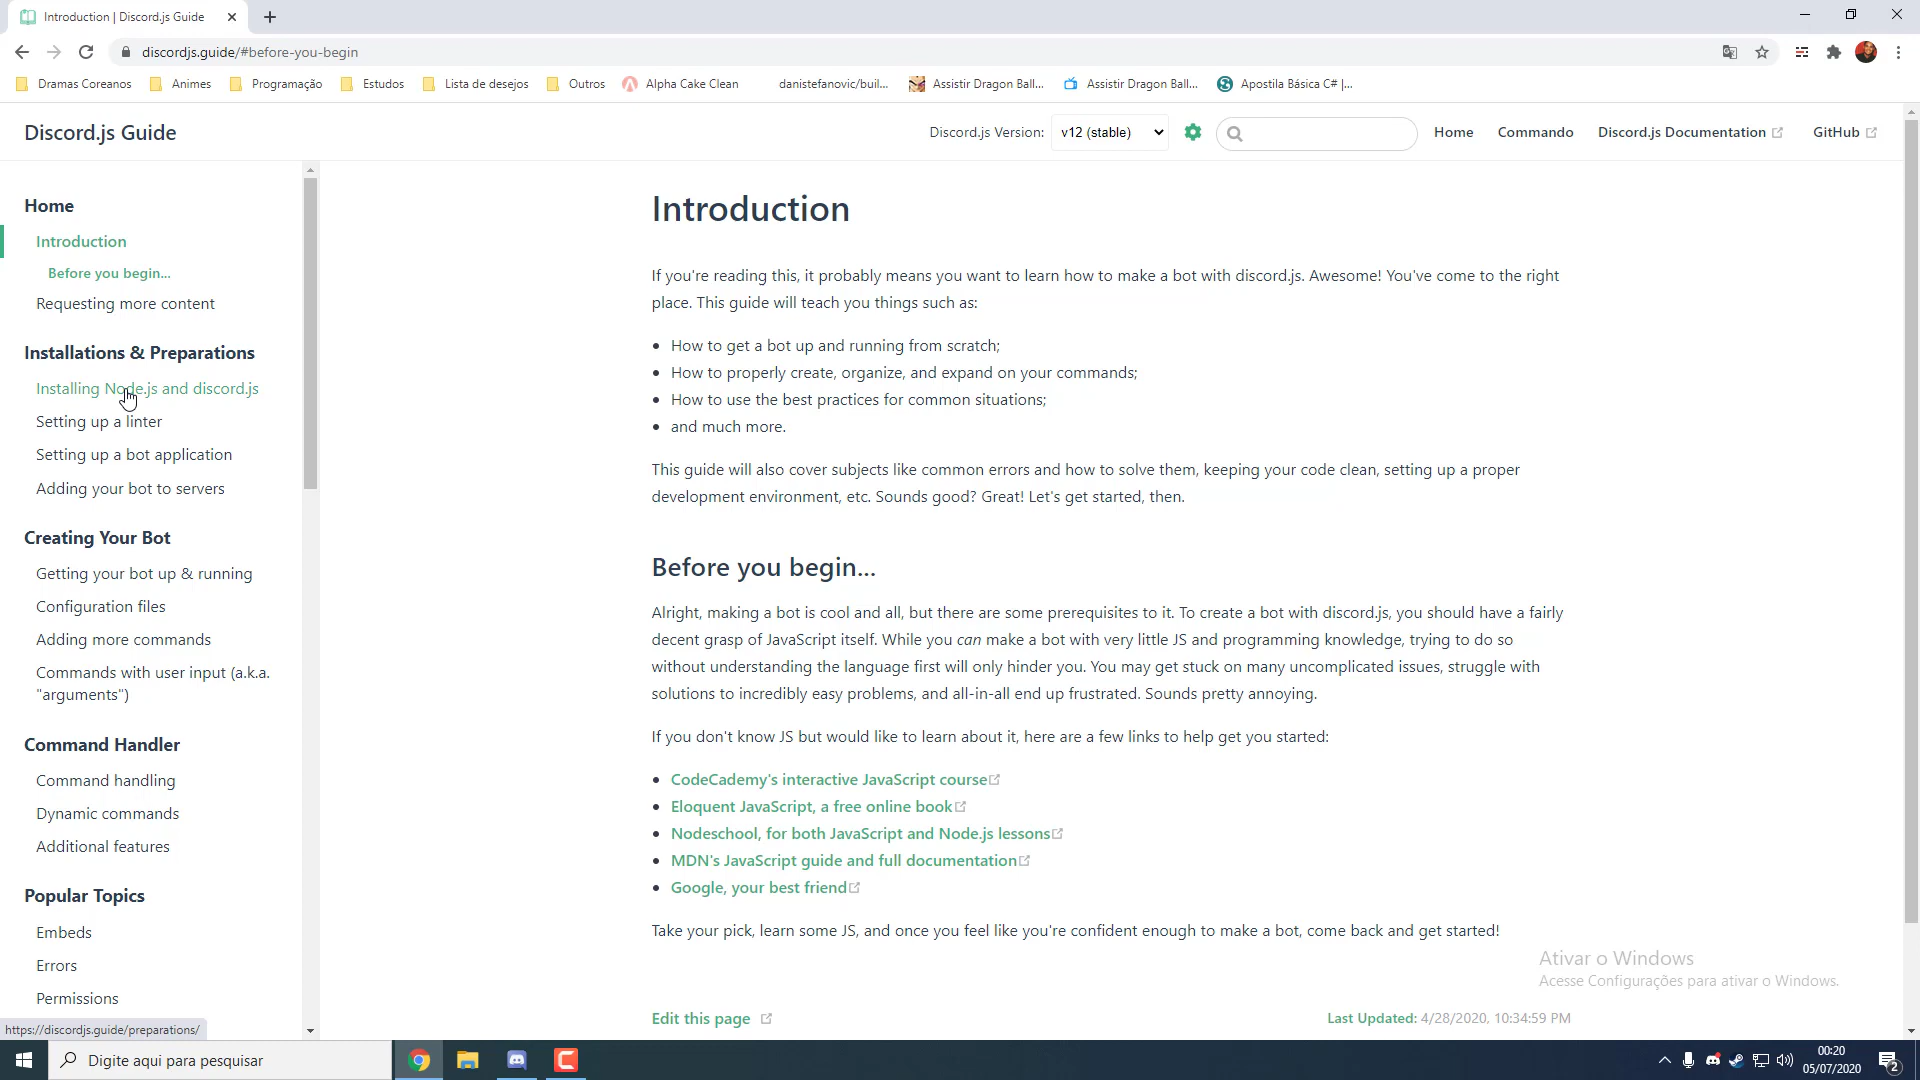 Introduction | Discord.js Guide
discordjs.guide/#before-you-begin
Dramas Coreanos
Animes
Programação
Estudos
Lista de desejos
Outros
Alpha Cake Clean
danistefanovic/buil...
Assistir Dragon Ball...
Assistir Dragon Ball...
Apostila Básica C# |...
Discord.js Guide
Discord.js Version:
v12 (stable)
Home
Commando
Discord.js Documentation
GitHub
Home
Introduction
Before you begin...
Requesting more content
Installations & Preparations
Installing Node.js and discord.js
Setting up a linter
Setting up a bot application
Adding your bot to servers
Creating Your Bot
Getting your bot up & running
Configuration files
Adding more commands
Commands with user input (a.k.a.
"arguments")
Command Handler
Command handling
Dynamic commands
Additional features
Popular Topics
Embeds
Errors
Permissions
https://discordjs.guide/preparations/
Introduction
If you're reading this, it probably means you want to learn how to make a bot with discord.js. Awesome! You've come to the right
place. This guide will teach you things such as:
• How to get a bot up and running from scratch;
• How to properly create, organize, and expand on your commands;
• How to use the best practices for common situations;
• and much more.
This guide will also cover subjects like common errors and how to solve them, keeping your code clean, setting up a proper
development environment, etc. Sounds good? Great! Let's get started, then.
Before you begin...
Alright, making a bot is cool and all, but there are some prerequisites to it. To create a bot with discord.js, you should have a fairly
decent grasp of JavaScript itself. While you can make a bot with very little JS and programming knowledge, trying to do so
without understanding the language first will only hinder you. You may get stuck on many uncomplicated issues, struggle with
solutions to incredibly easy problems, and all-in-all end up frustrated. Sounds pretty annoying.
If you don't know JS but would like to learn about it, here are a few links to help get you started:
• CodeCademy's interactive JavaScript course
• Eloquent JavaScript, a free online book
• Nodeschool, for both JavaScript and Node.js lessons
• MDN's JavaScript guide and full documentation
• Google, your best friend
Take your pick, learn some JS, and once you feel like you're confident enough to make a bot, come back and get started!
Ativar o Windows
Acesse Configurações para ativar o Windows.
Edit this page
Last Updated: 4/28/2020, 10:34:59 PM
Digite aqui para pesquisar
00:20
05/07/2020
2